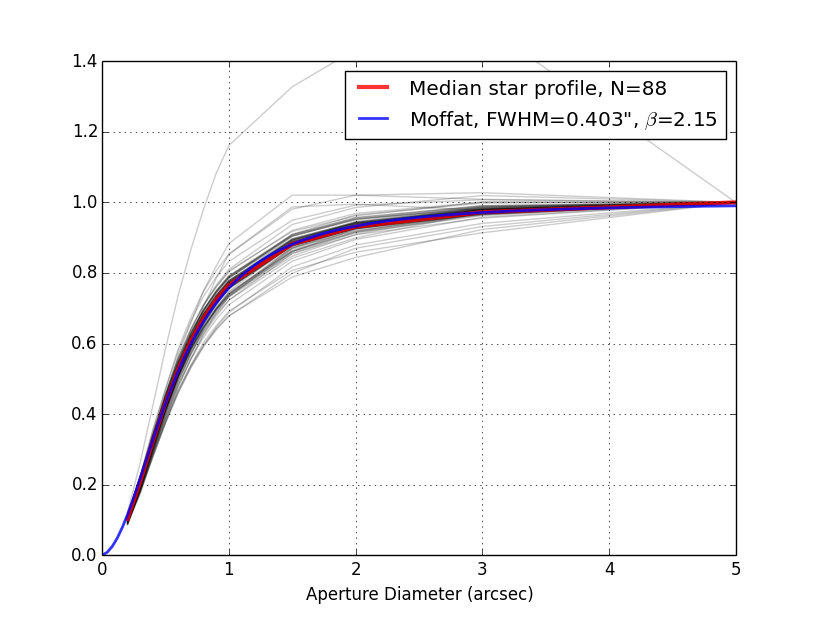 1.4
1.2
1.0
0.8
0.6
0.4
0.2
0.0
Median star profile, N=88
Moffat, FWHM=0.403", β=2.15
0 1 2 3 4 5
Aperture Diameter (arcsec)